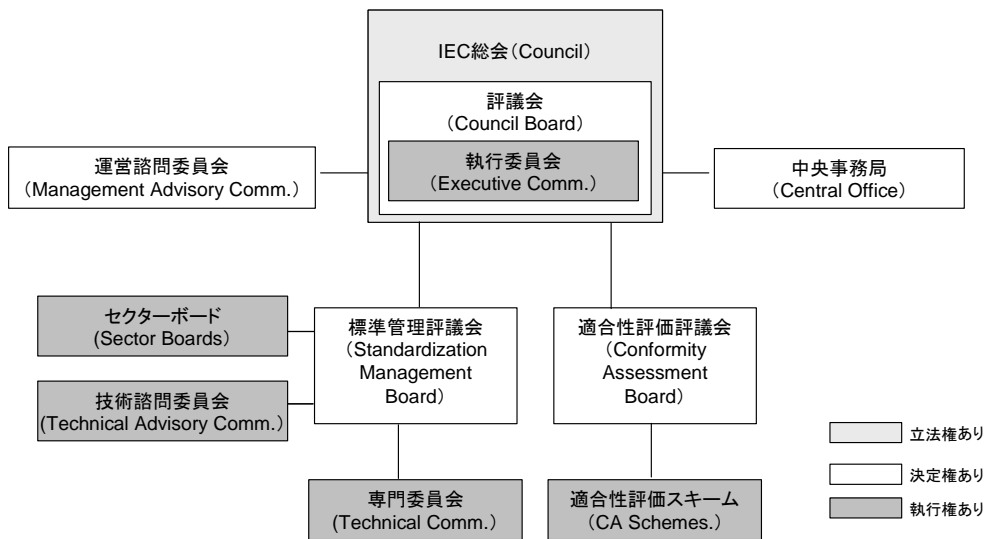 IEC総会(Council)
評議会
(Council Board)
執行委員会
(Executive Comm.)
運営諮問委員会
(Management Advisory Comm.)
中央事務局
(Central Office)
セクターボード
(Sector Boards)
技術諮問委員会
(Technical Advisory Comm.)
標準管理評議会
(Standardization
Management
Board)
適合性評価評議会
(Conformity
Assessment
Board)
専門委員会
(Technical Comm.)
適合性評価スキーム
(CA Schemes.)
立法権あり
決定権あり
執行権あり